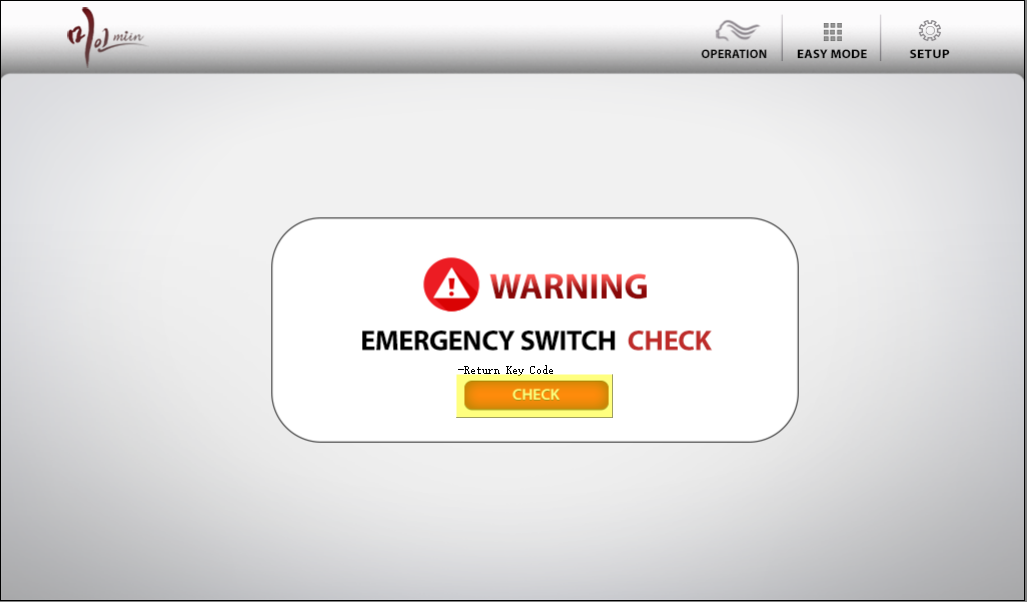 미인 miin
OPERATION
EASY MODE
SETUP
WARNING
EMERGENCY SWITCH CHECK
-Return Key Code
CHECK